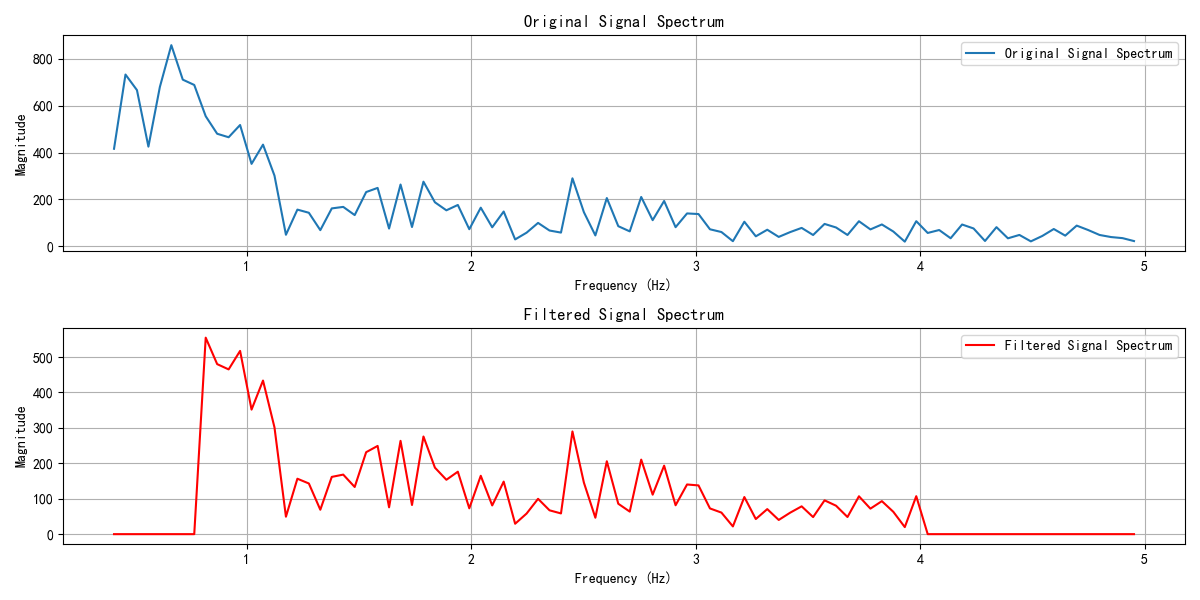 Original Signal Spectrum
Original Signal Spectrum
Magnitude
800
600
400
200
0
1
2
3
4
5
Frequency (Hz)
Filtered Signal Spectrum
Filtered Signal Spectrum
Magnitude
500
400
300
200
100
0
1
2
3
4
5
Frequency (Hz)